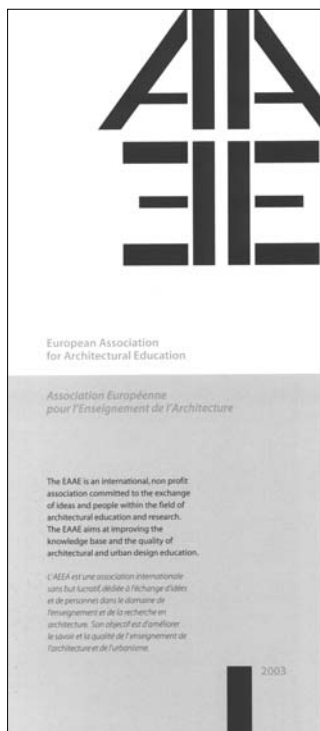 AA
EE
European Association
for Architectural Education
Association Européenne
pour l'Enseignement de l'Architecture
The EAAE is an international, non profit
association committed to the exchange
of ideas and people within the field of
architectural education and research.
The EAAE aims at improving the
knowledge base and the quality of
architectural and urban design education.
L'AEEA est une association internationale
sans but lucratif, dédiée à l'échange d'idées
et de personnes dans le domaine de
l'enseignement et de la recherche en
architecture. Son objectif est d'améliorer
le savoir et la qualité de l'enseignement de
l'architecture et de l'urbanisme.
2003